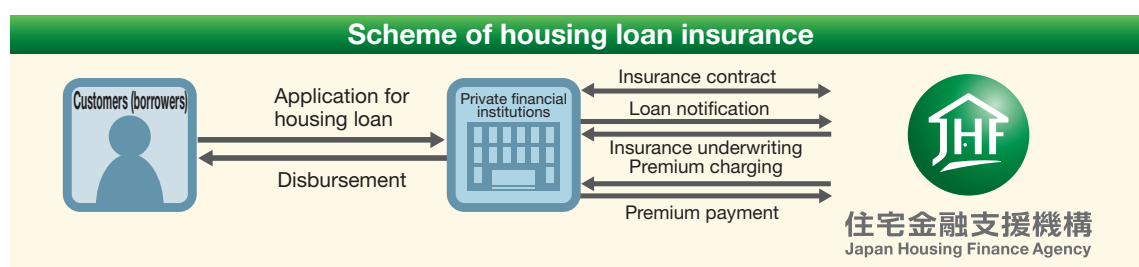 Scheme of housing loan insurance
Customers (borrowers)
Application for
housing loan
Disbursement
Private financial
institutions
Insurance contract
Loan notification
Insurance underwriting
Premium charging
Premium payment
JHF
住宅金融支援機構
Japan Housing Finance Agency